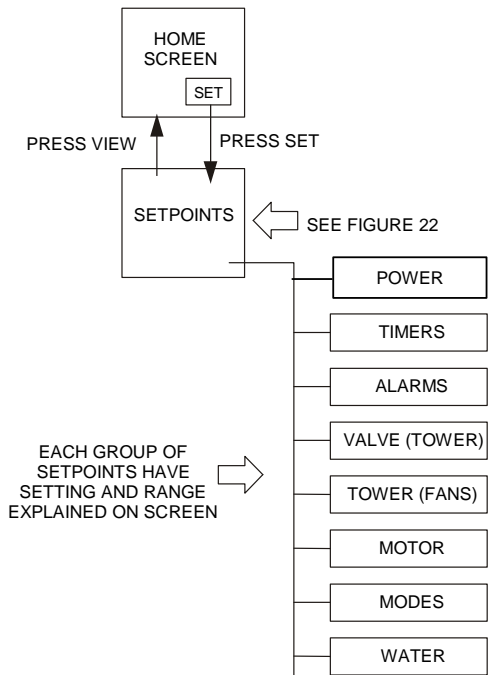 HOME
SCREEN
SET
PRESS VIEW
PRESS SET
SETPOINTS
SEE FIGURE 22
POWER
TIMERS
ALARMS
VALVE (TOWER)
EACH GROUP OF
SETPOINTS HAVE
SETTING AND RANGE
EXPLAINED ON SCREEN
TOWER (FANS)
MOTOR
MODES
WATER